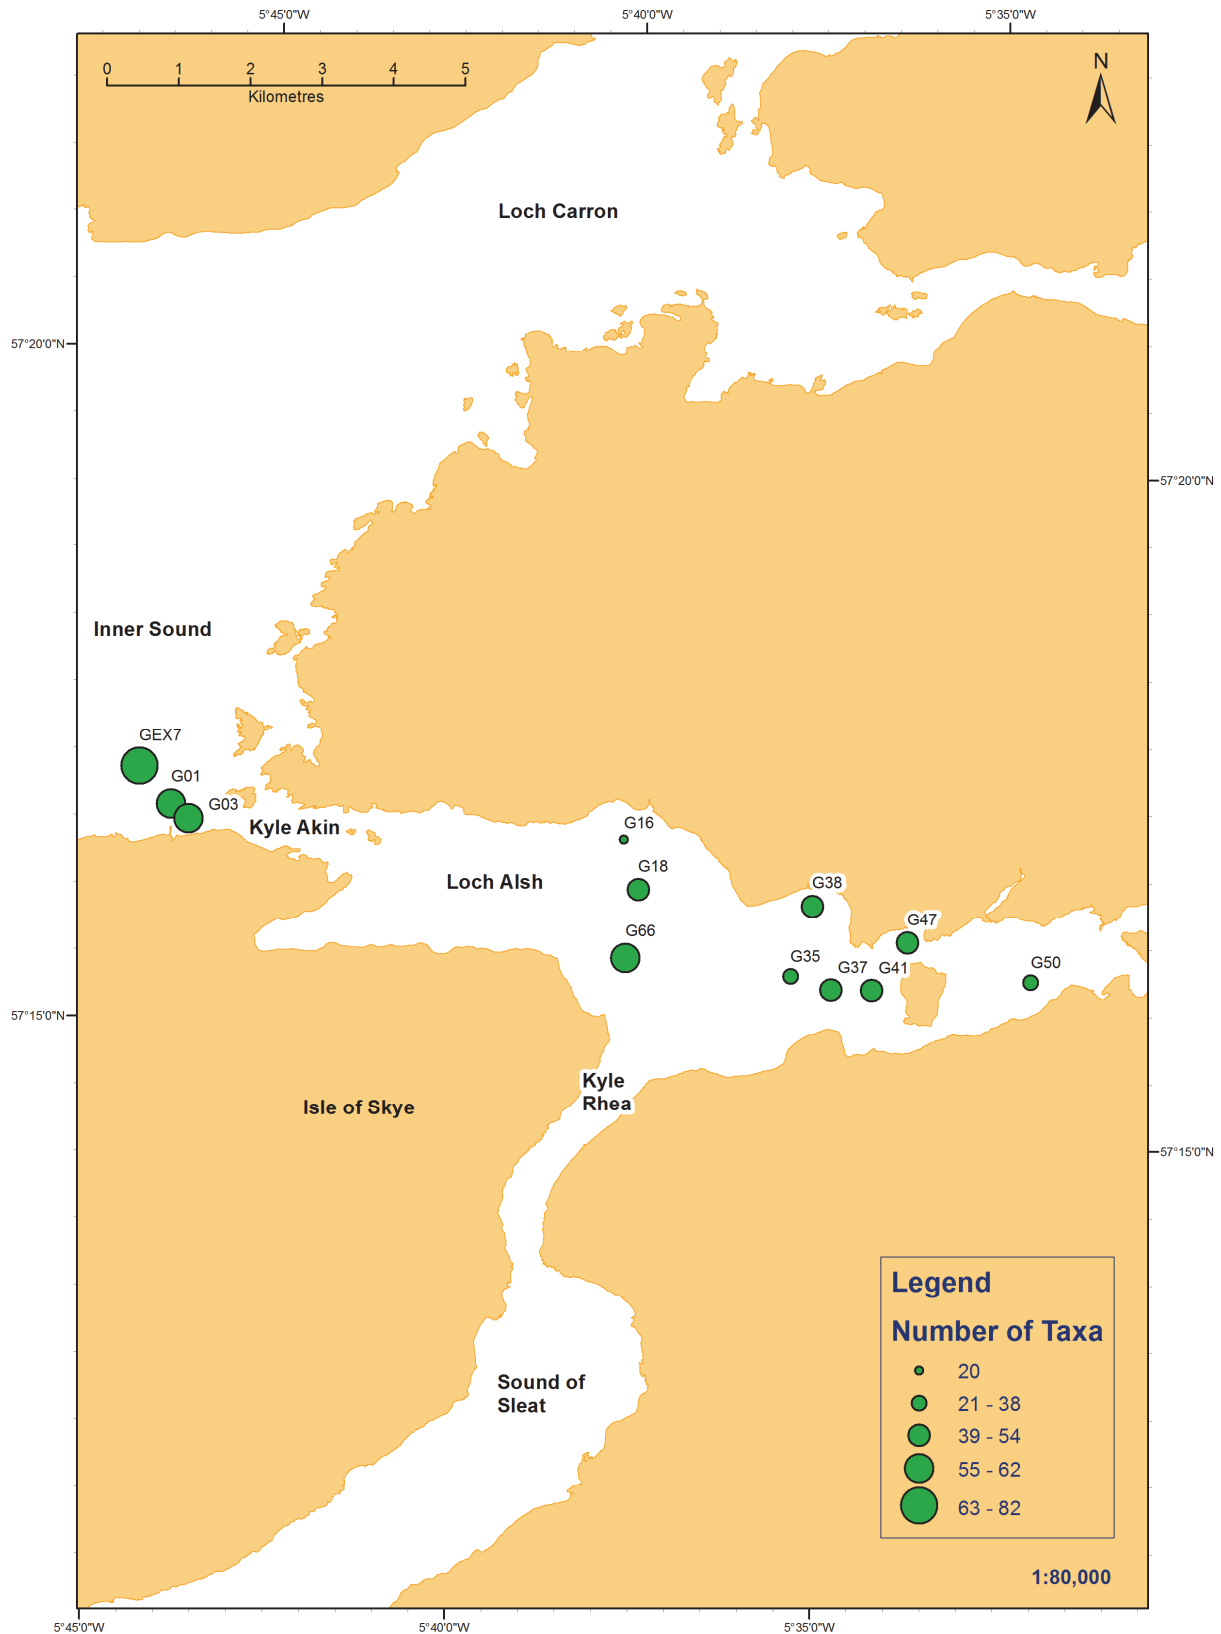 5°45'0"W 5°40'0"W 5°35'0"W
0 1 2 3 4 5
Kilometres
N
Loch Carron
57°20'0"N
57°20'0"N
Inner Sound
GEX7
G01
G03
Kyle Akin
G16
G18
Loch Alsh
G38
G47
G66
G35
G37
G41
G50
57°15'0"N
Kyle
Rhea
Isle of Skye
57°15'0"N
Legend
Number of Taxa
20
21 - 38
39 - 54
55 - 62
63 - 82
Sound of
Sleat
1:80,000
5°45'0"W 5°40'0"W 5°35'0"W